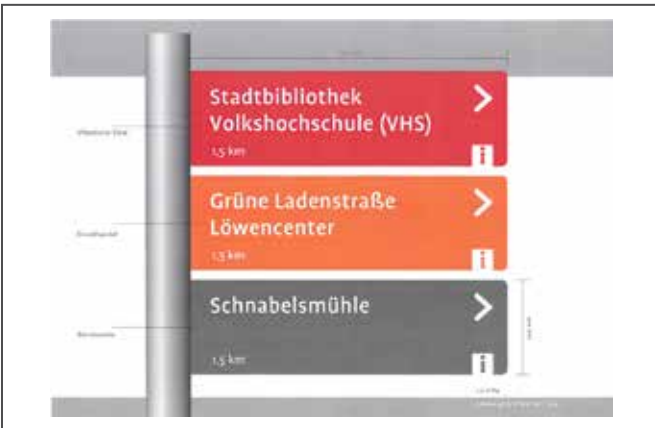 Stadtbibliothek
Volkshochschule (VHS)
1,5 km
i
Grüne Ladenstraße
Löwencenter
1,5 km
i
Schnabelsmühle
1,5 km
i